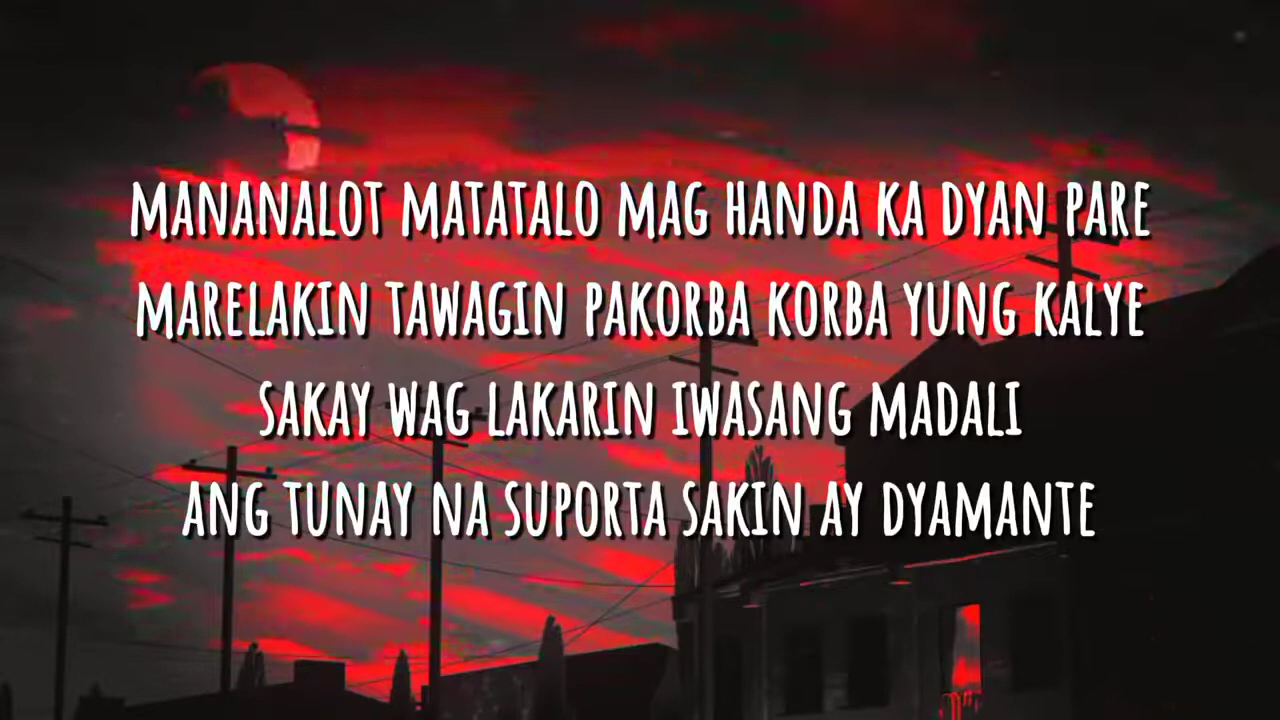 MANANALOT MATATALO MAG HANDA KA DYAN PARE
MARELAKIN TAWAGIN PAKORBA KORBA YUNG KALYE
SAKAY WAG LAKARIN IWASANG MADALI
ANG TUNAY NA SUPORTA SAKIN AY DYAMANTE